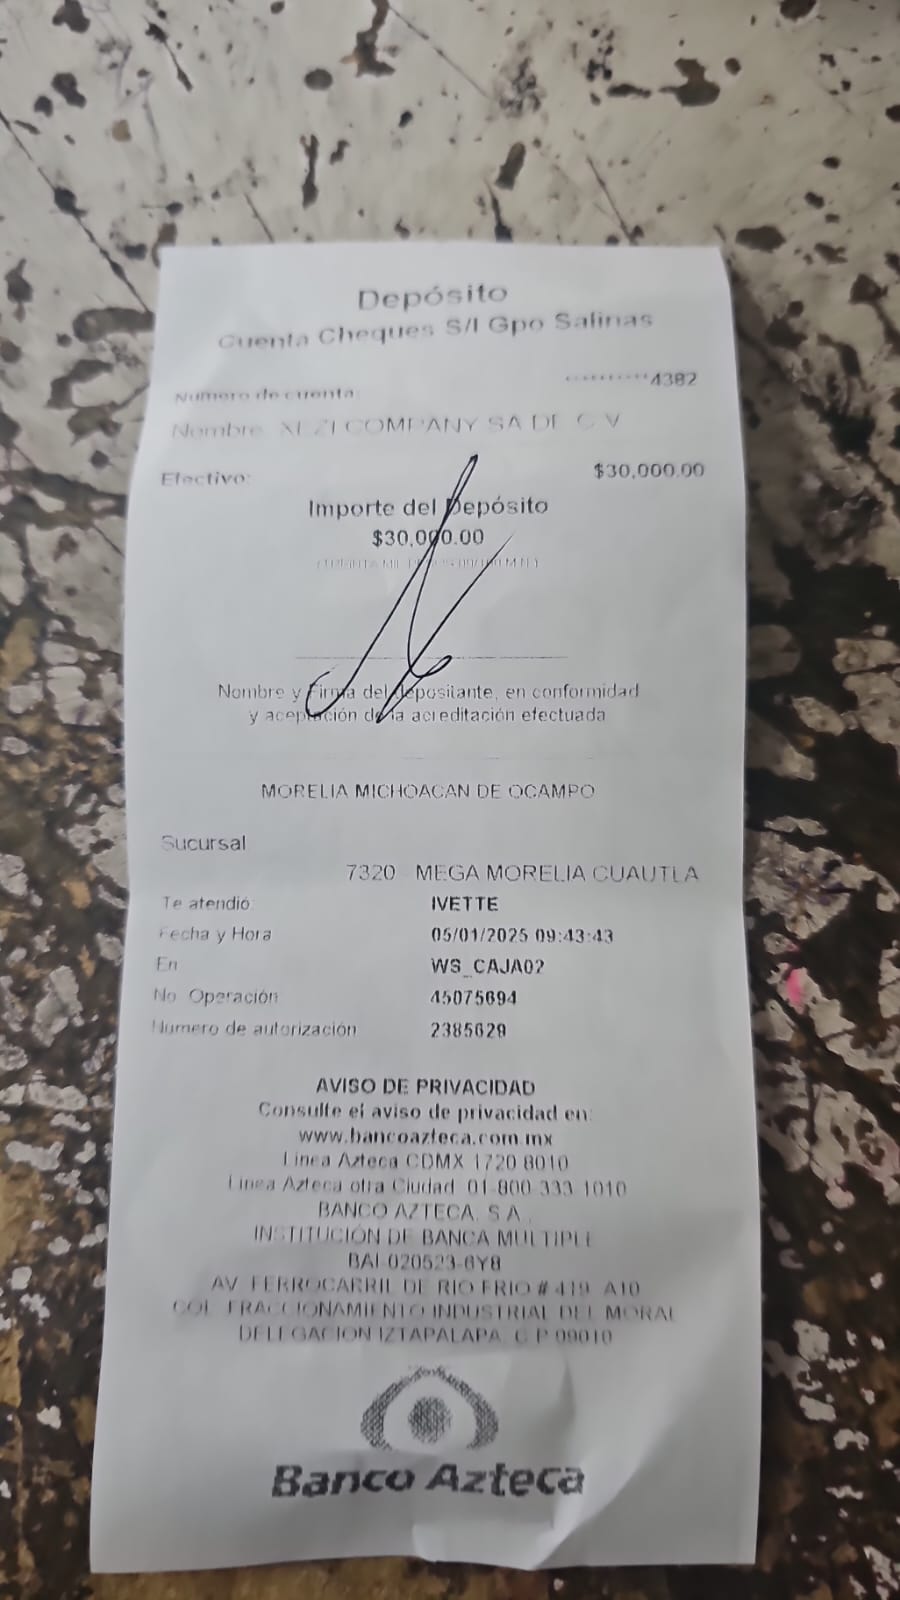 Depósito
Cuenta Cheques S/I Gpo Salinas
Numero de cuenta: **********4382
Nombre: COMPANY SA DE C V
Efectivo: $30,000.00
Importe del Depósito
$30,000.00
(TREINTA MIL PESOS 00/100 M.N.)
Nombre y Firma del depositante, en conformidad
y aceptación de la acreditación efectuada
MORELIA MICHOACAN DE OCAMPO
Sucursal
7320 MEGA MORELIA CUAUTLA
Te atendió IVETTE
Fecha y Hora 05/01/2025 09:43:43
En WS_CAJA02
No Operación 45075694
Numero de autorización 2385629
AVISO DE PRIVACIDAD
Consulte el aviso de privacidad en:
www.bancoazteca.com.mx
Linea Azteca CDMX 1720 8010
Linea Azteca otra Ciudad 01-800-333 1010
BANCO AZTECA, S.A.
INSTITUCIÓN DE BANCA MULTIPLE
BAI-020523-6Y8
AV FERROCARRIL DE RIO FRIO # 419 A10
COL FRACCIONAMIENTO INDUSTRIAL DEL MORAL
DELEGACION IZTAPALAPA, C P 09010
Banco Azteca